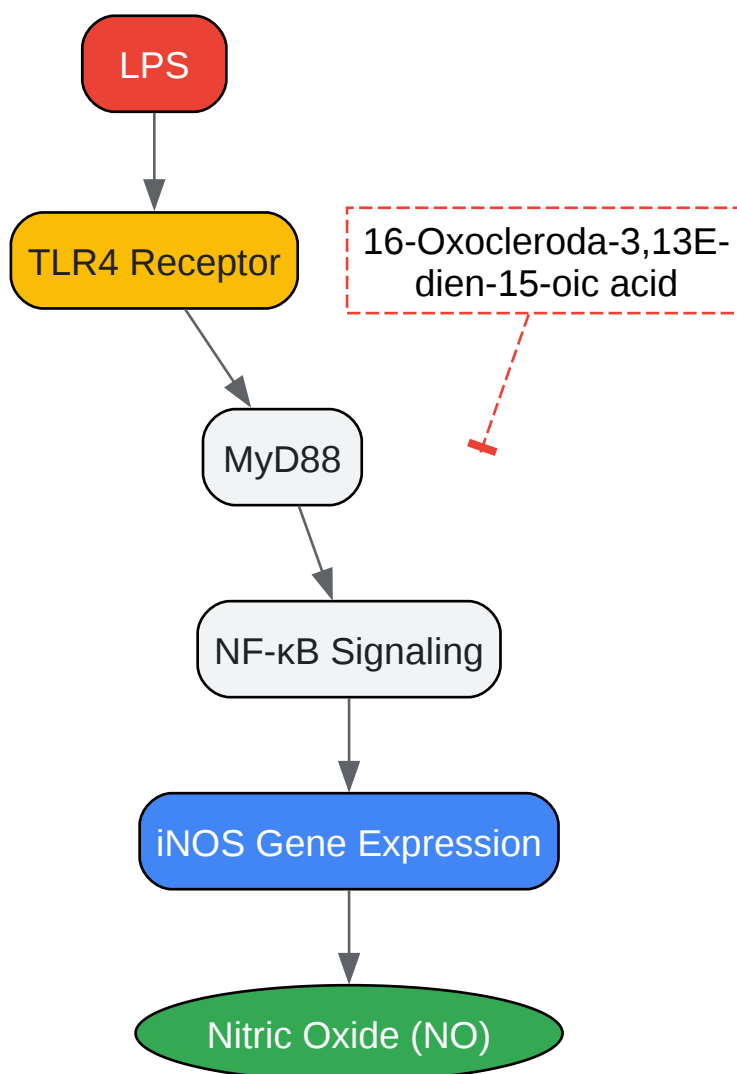 LPS
TLR4 Receptor
16-Oxocleroda-3,13E-
dien-15-oic acid
MyD88
NF-κB Signaling
iNOS Gene Expression
Nitric Oxide (NO)